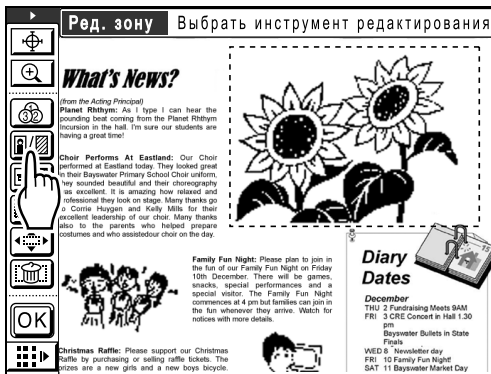 Ред. зону Выбрать инструмент редактирования
What's News?
(from the Acting Principal)
Planet Rhthym: As I type I can hear the
pounding beat coming from the Planet Rhthym
Incursion in the hall. I'm sure our students are
having a great time!
Choir Performs At Eastland: Our Choir
performed at Eastland today. They looked great
in their Bayswater Primary School Choir uniform,
they sounded beautiful and their choreography
was excellent. It is amazing how relaxed and
professional they look on stage. Many thanks go
to Corrie Huygen and Kelly Mills for their
excellent leadership of our choir. Many thanks
also to the parents who helped prepare
costumes and who assistedour choir on the day.
Family Fun Night: Please plan to join in
the fun of our Family Fun Night on Friday
10th December. There will be games,
snacks, special performances and a
special visitor. The Family Fun Night
commences at 4 pm but families can join in
the fun whenever they arrive. Watch for
notices with more details.
Christmas Raffle: Please support our Christmas
Raffle by purchasing or selling raffle tickets. The
prizes are a new girls and a new boys bicycle.
15
Diary
Dates
December
THU 2 Fundraising Meets 9AM
FRI 3 CRE Concert in Hall 1.30
pm
Bayswater Bullets in State
Finals
WED 8 Newsletter day
FRI 10 Family Fun Night!
SAT 11 Bayswater Market Day
OK